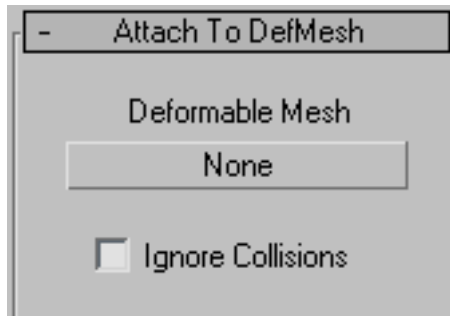 - Attach To DefMesh
Deformable Mesh
None
Ignore Collisions